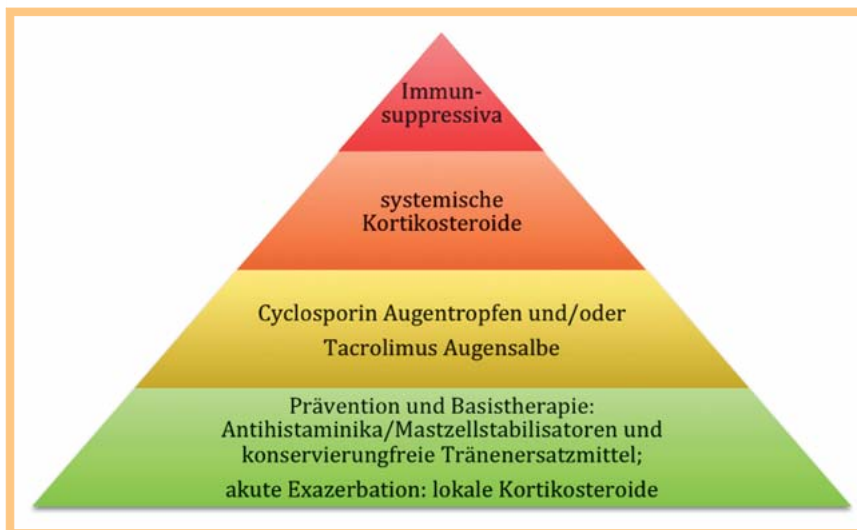 Immun-
suppressiva
systemische
Kortikosteroide
Cyclosporin Augentropfen und/oder
Tacrolimus Augensalbe
Prävention und Basistherapie:
Antihistaminika/Mastzellstabilisatoren und
konservierungfreie Tränenersatzmittel;
akute Exazerbation: lokale Kortikosteroide